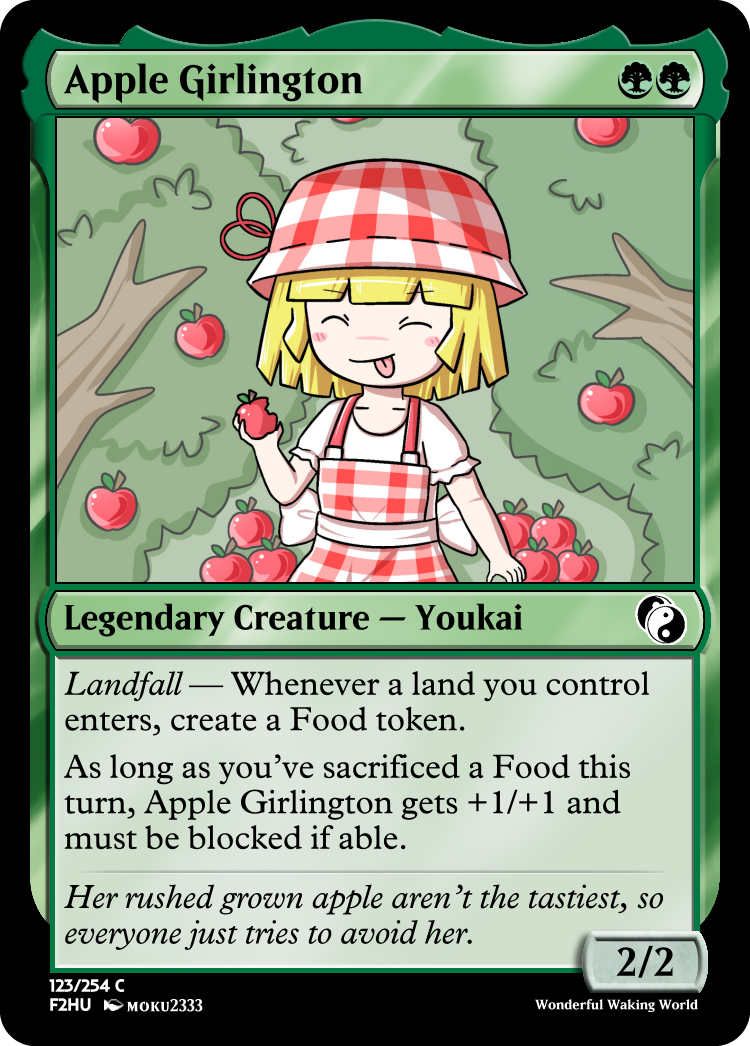 Apple Girlington
Legendary Creature — Youkai
Landfall — Whenever a land you control
enters, create a Food token.
As long as you've sacrificed a Food this
turn, Apple Girlington gets +1/+1 and
must be blocked if able.
Her rushed grown apple aren't the tastiest, so
everyone just tries to avoid her.
2/2
123/254 C
F2HU MOKU2333
Wonderful Waking World